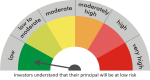 low
low to
moderate
moderate
moderately
high
high
very high
Investors understand that their principal will be at low risk